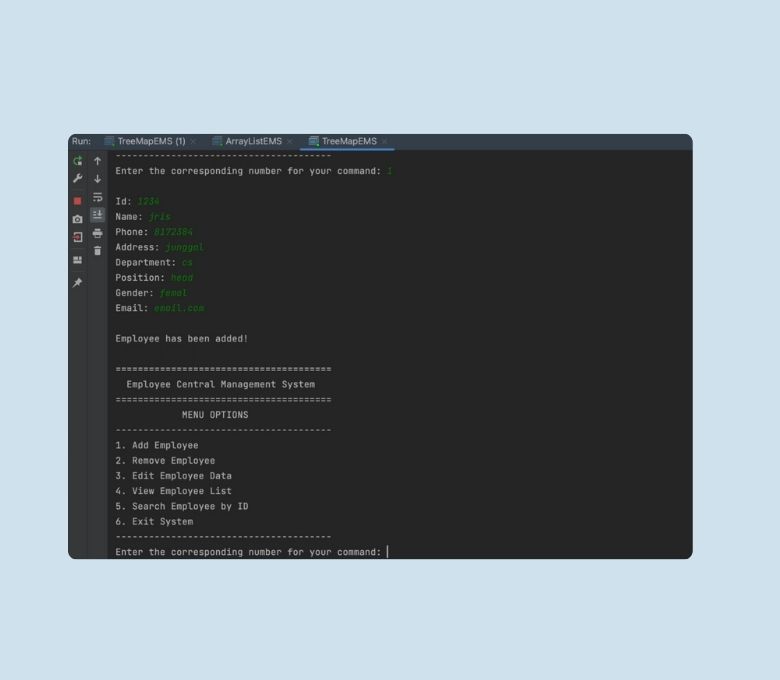 Run: TreeMapEMS (1) ArrayListEMS TreeMapEMS
---------------------------------------
Enter the corresponding number for your command: 1
Id: 1234
Name: jris
Phone: 8172384
Address: junggol
Department: cs
Position: head
Gender: femal
Email: email.com
Employee has been added!
=======================================
Employee Central Management System
=======================================
MENU OPTIONS
---------------------------------------
1. Add Employee
2. Remove Employee
3. Edit Employee Data
4. View Employee List
5. Search Employee by ID
6. Exit System
---------------------------------------
Enter the corresponding number for your command: